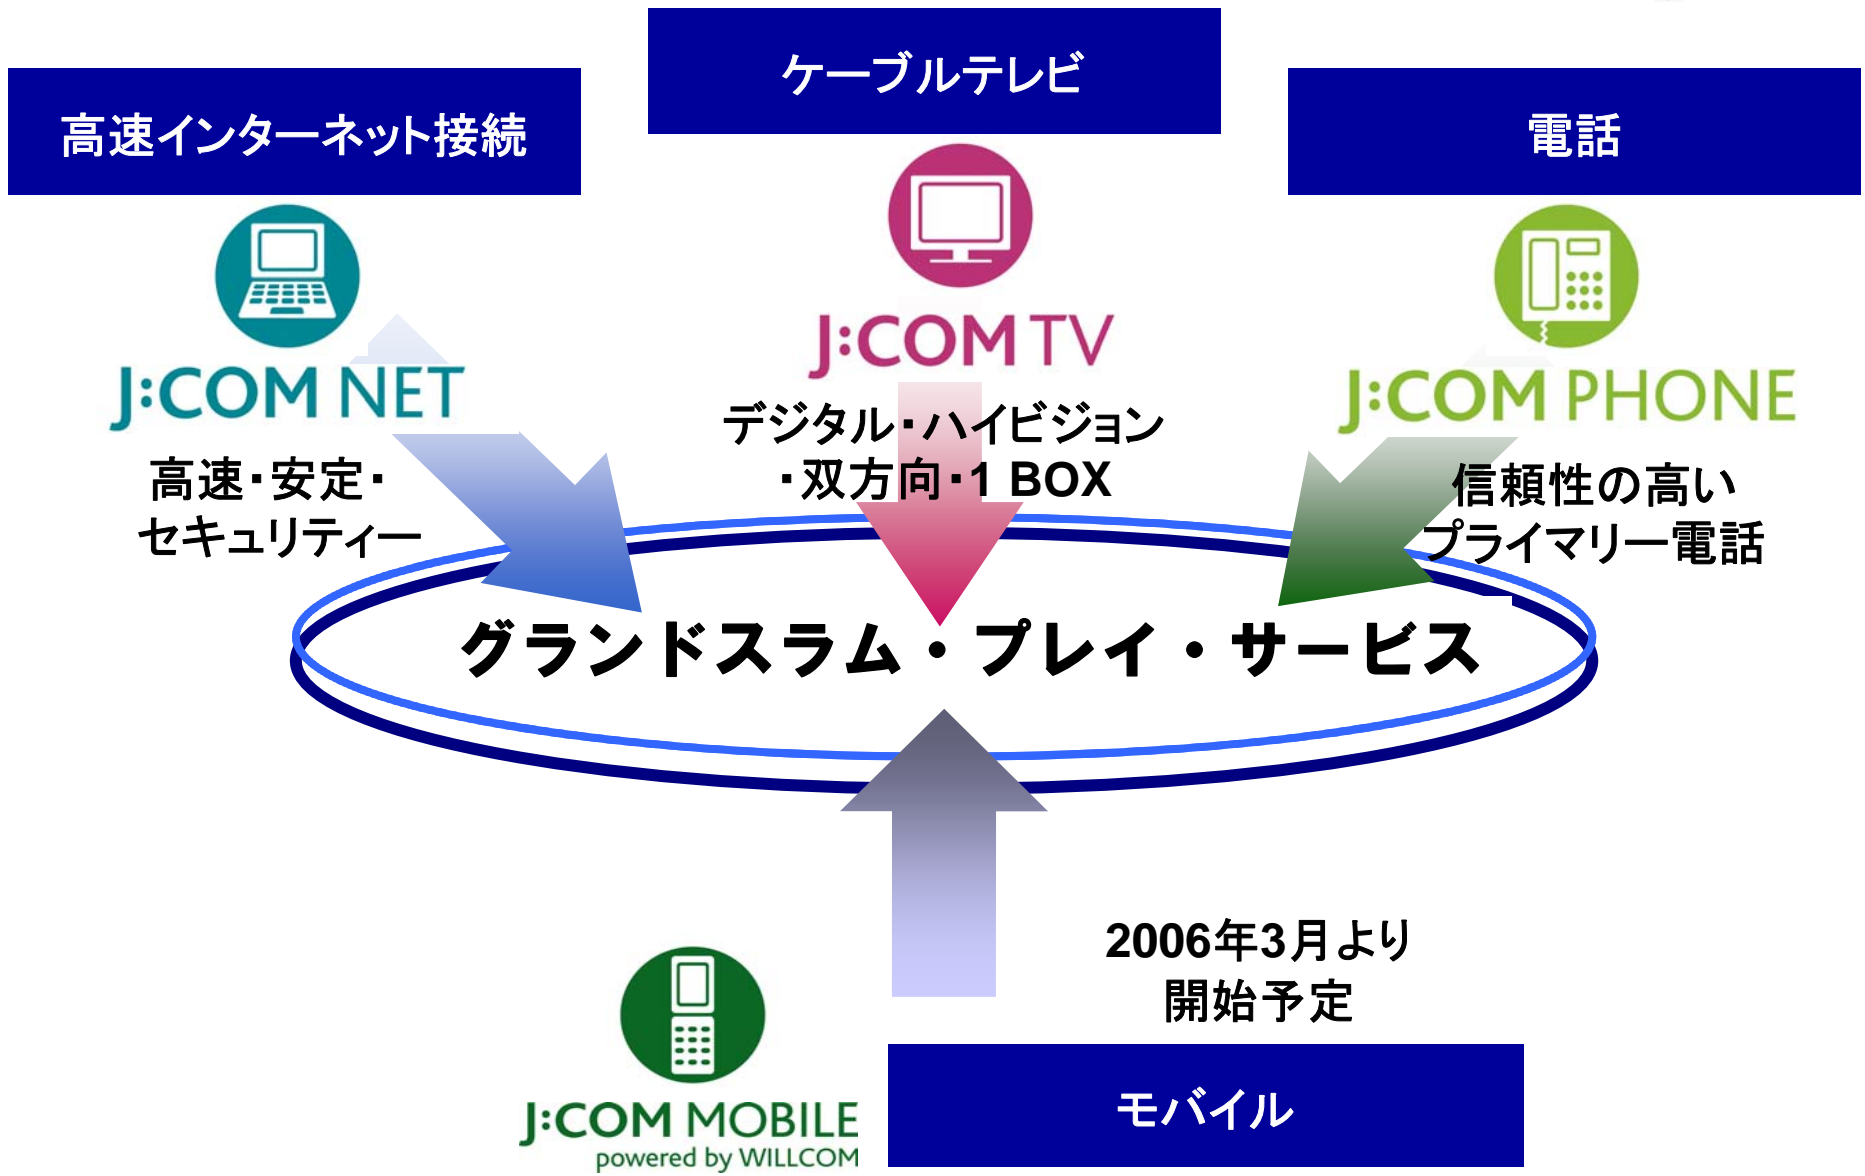 ケーブルテレビ
高速インターネット接続
電話
J:COM TV
J:COM NET
J:COM PHONE
デジタル・ハイビジョン
・双方向・1 BOX
高速・安定・
セキュリティー
信頼性の高い
プライマリー電話
グランドスラム・プレイ・サービス
2006年3月より
開始予定
J:COM MOBILE
powered by WILLCOM
モバイル